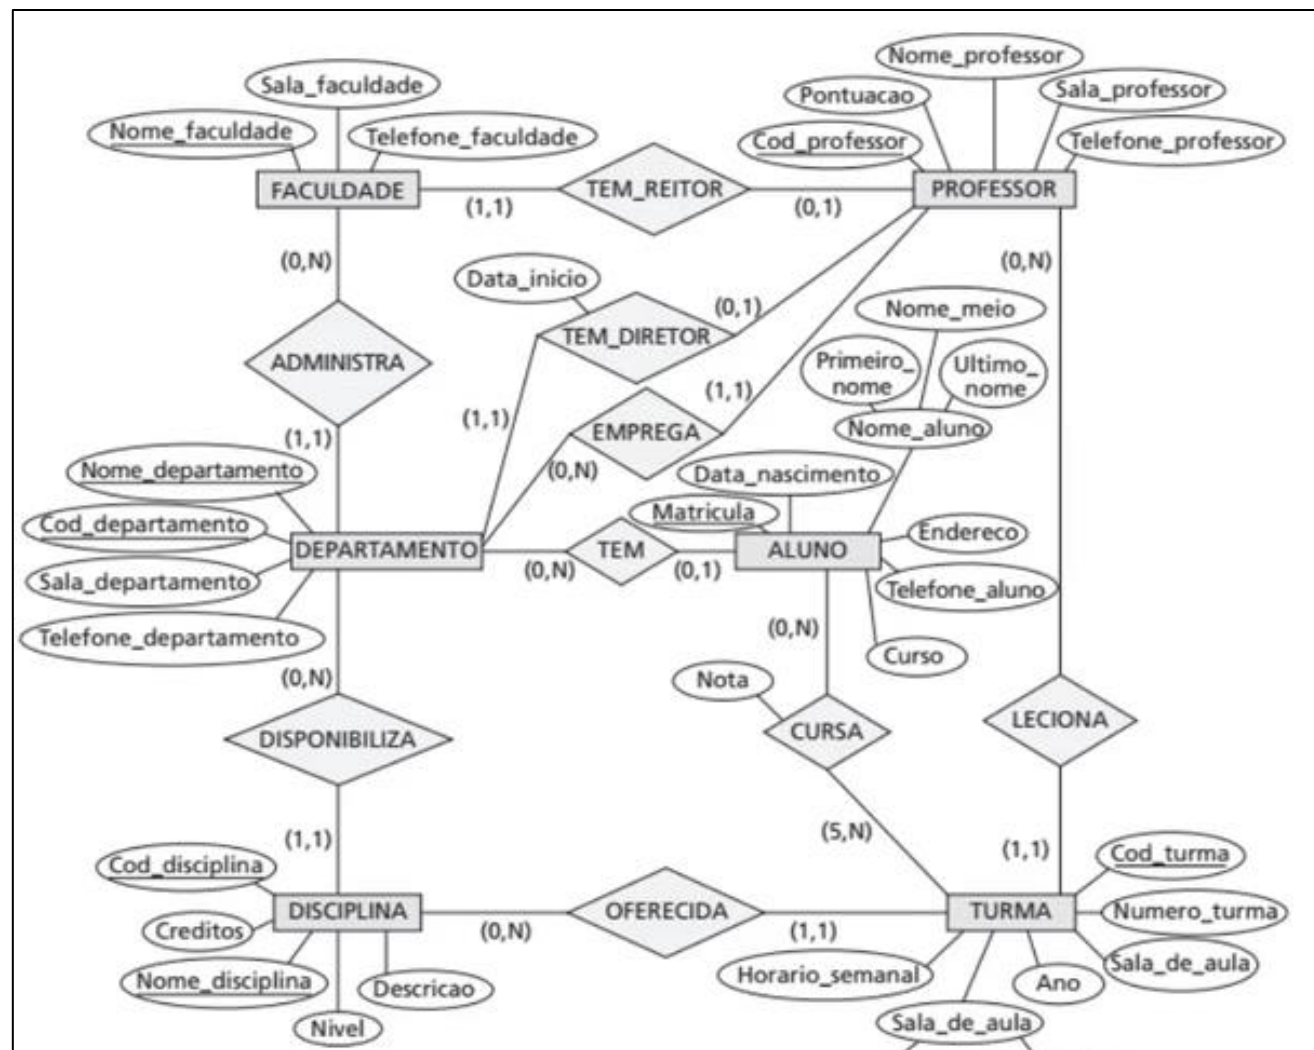 Nome_professor
Sala_faculdade
Pontuacao
Sala_professor
Nome_faculdade
Telefone_faculdade
Cod_professor
Telefone_professor
FACULDADE
TEM_REITOR
PROFESSOR
(1,1)
(0,1)
(0,N)
(0,N)
Data_inicio
(0,1)
Nome_meio
TEM_DIRETOR
ADMINISTRA
Primeiro_
nome
Ultimo_
nome
(1,1)
(1,1)
EMPREGA
Nome_aluno
(1,1)
(0,N)
Nome_departamento
Data_nascimento
Cod_departamento
Matricula
Endereco
DEPARTAMENTO
TEM
ALUNO
(0,N)
(0,1)
Sala_departamento
Telefone_aluno
Telefone_departamento
(0,N)
Curso
(0,N)
Nota
LECIONA
DISPONIBILIZA
CURSA
(1,1)
(5,N)
(1,1)
Cod_disciplina
Cod_turma
DISCIPLINA
OFERECIDA
TURMA
Numero_turma
Creditos
(0,N)
(1,1)
Nome_disciplina
Descricao
Horario_semanal
Ano
Sala_de_aula
Nivel
Sala_de_aula